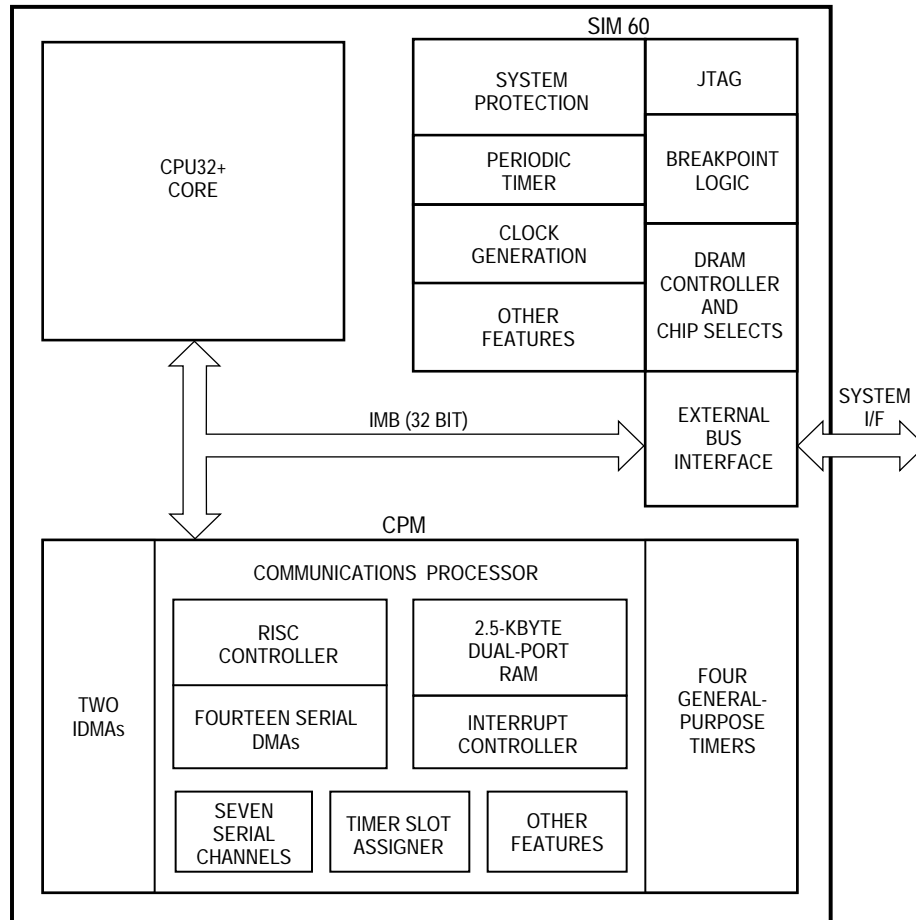 SIM 60
CPU32+
CORE
SYSTEM
PROTECTION
PERIODIC
TIMER
CLOCK
GENERATION
OTHER
FEATURES
JTAG
BREAKPOINT
LOGIC
DRAM
CONTROLLER
AND
CHIP SELECTS
EXTERNAL
BUS
INTERFACE
SYSTEM
I/F
IMB (32 BIT)
CPM
TWO
IDMAs
COMMUNICATIONS PROCESSOR
RISC
CONTROLLER
FOURTEEN SERIAL
DMAs
2.5-KBYTE
DUAL-PORT
RAM
INTERRUPT
CONTROLLER
SEVEN
SERIAL
CHANNELS
TIMER SLOT
ASSIGNER
OTHER
FEATURES
FOUR
GENERAL-
PURPOSE
TIMERS